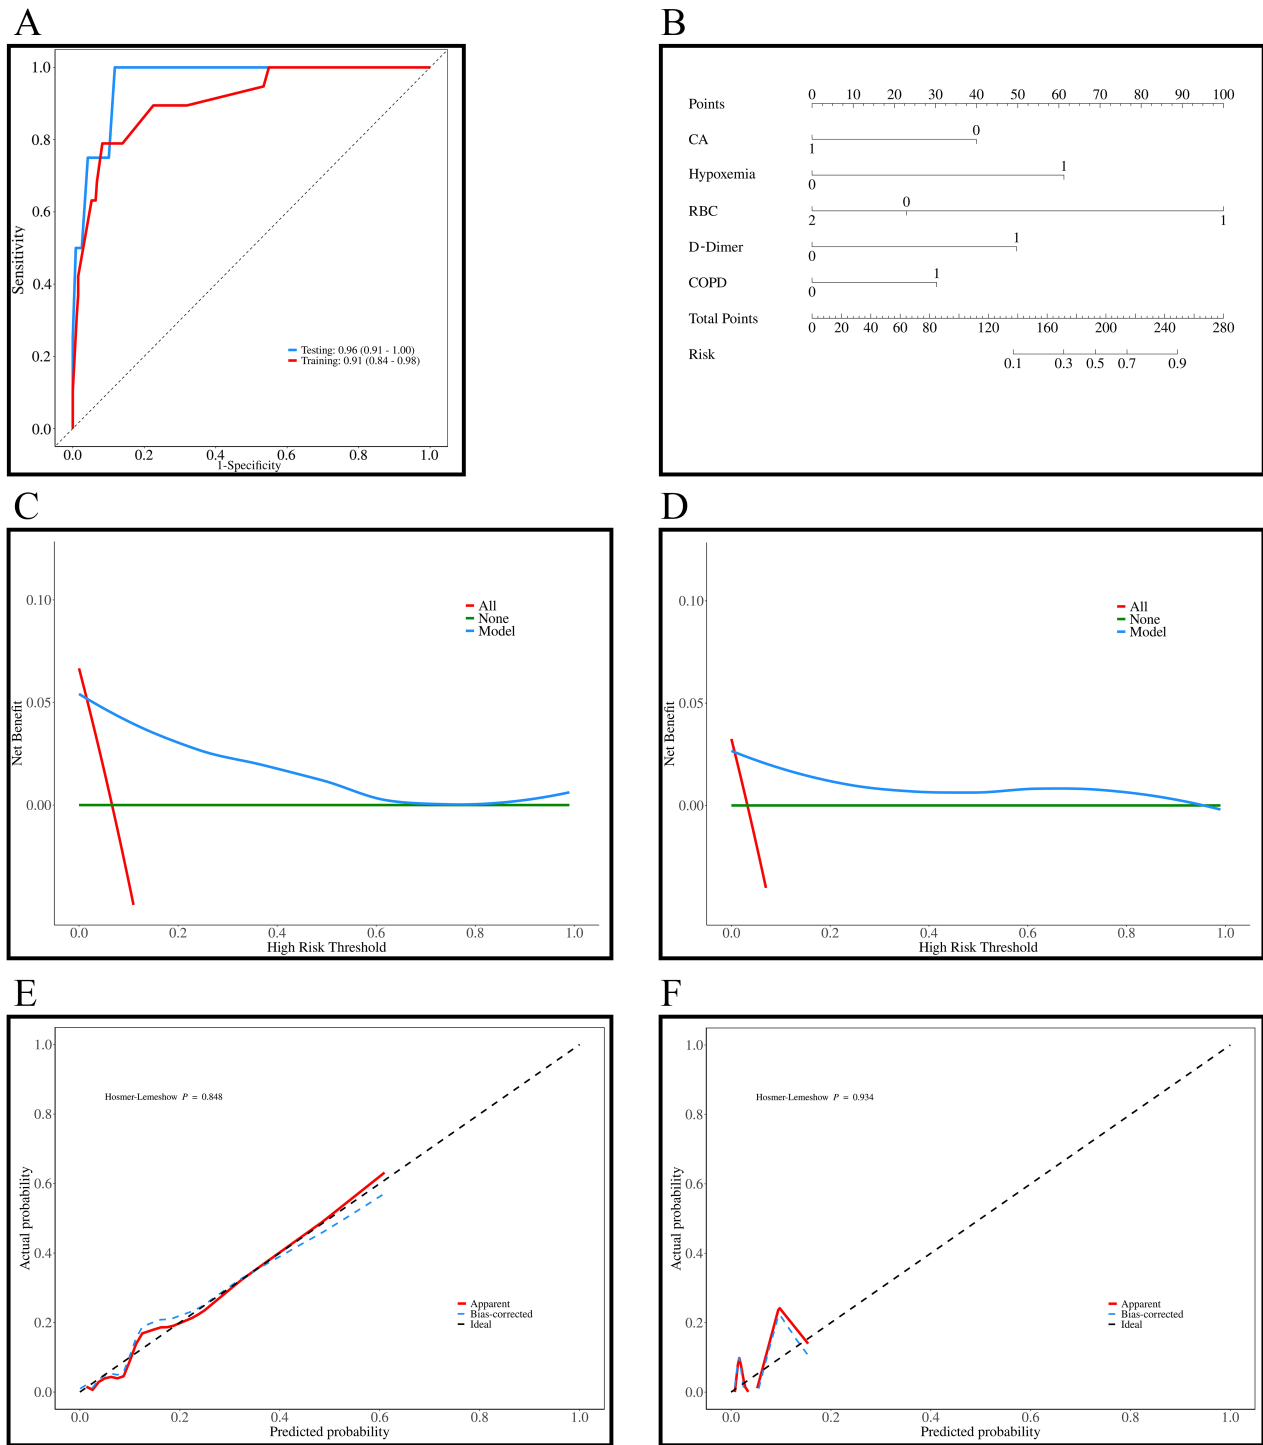 A
1.0
0.8
0.6
0.4
0.2
0.0
Sensitivity
Testing: 0.96 (0.91 - 1.00)
Training: 0.91 (0.84 - 0.98)
0.0 0.2 0.4 0.6 0.8 1.0
1-Specificity
B
Points 0 10 20 30 40 50 60 70 80 90 100
CA 1 0
Hypoxemia 0 1
RBC 2 0 1
D-Dimer 0 1
COPD 0 1
Total Points 0 20 40 60 80 120 160 200 240 280
Risk 0.1 0.3 0.5 0.7 0.9
C
0.10
0.05
0.00
Net Benefit
All
None
Model
0.0 0.2 0.4 0.6 0.8 1.0
High Risk Threshold
D
0.10
0.05
0.00
Net Benefit
All
None
Model
0.0 0.2 0.4 0.6 0.8 1.0
High Risk Threshold
E
1.0
0.8
0.6
0.4
0.2
0.0
Actual probability
Hosmer-Lemeshow P = 0.848
Apparent
Bias-corrected
Ideal
0.0 0.2 0.4 0.6 0.8 1.0
Predicted probability
F
1.0
0.8
0.6
0.4
0.2
0.0
Actual probability
Hosmer-Lemeshow P = 0.934
Apparent
Bias-corrected
Ideal
0.0 0.2 0.4 0.6 0.8 1.0
Predicted probability